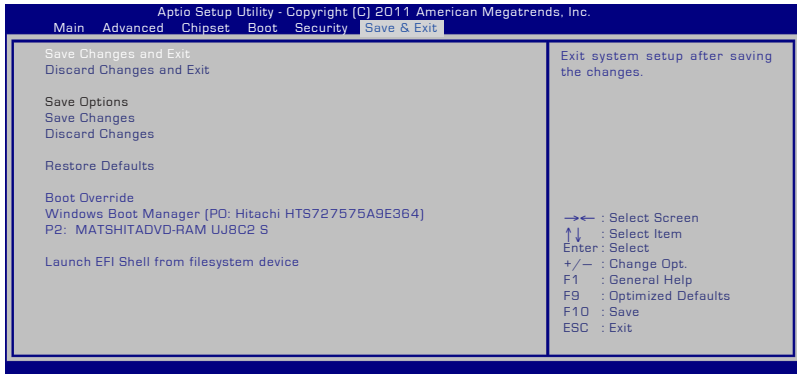 Aptio Setup Utility - Copyright (C) 2011 American Megatrends, Inc.
Main Advanced Chipset Boot Security Save & Exit
Save Changes and Exit
Discard Changes and Exit
Save Options
Save Changes
Discard Changes
Restore Defaults
Boot Override
Windows Boot Manager (P0: Hitachi HTS727575A9E364)
P2: MATSHITADVD-RAM UJ8C2 S
Launch EFI Shell from filesystem device
Exit system setup after saving
the changes.
→← : Select Screen
↑↓ : Select Item
Enter : Select
+/— : Change Opt.
F1 : General Help
F9 : Optimized Defaults
F10 : Save
ESC : Exit